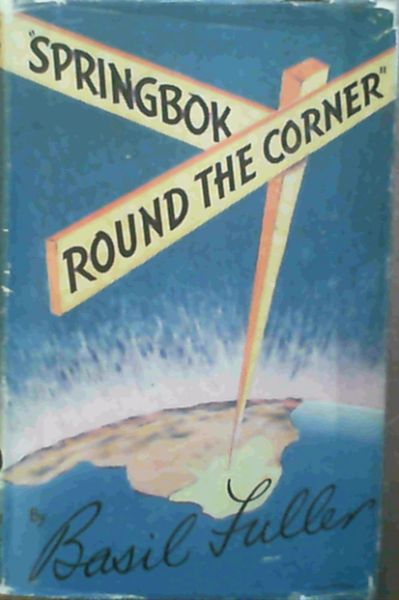 "SPRINGBOK
ROUND THE CORNER"
By
Basil Fuller